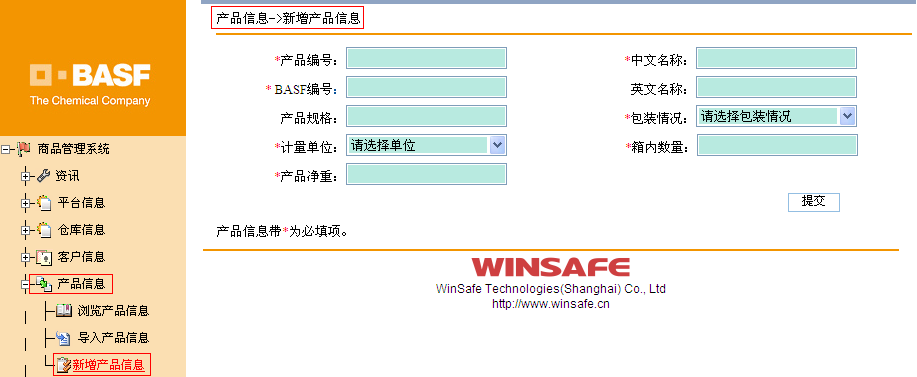 BASF
The Chemical Company
商品管理系统
资讯
平台信息
仓库信息
客户信息
产品信息
浏览产品信息
导入产品信息
新增产品信息
产品信息->新增产品信息
*产品编号：
*中文名称：
* BASF编号：
英文名称：
产品规格：
*包装情况： 请选择包装情况
*计量单位： 请选择单位
*箱内数量：
*产品净重：
提交
产品信息带*为必填项。
WINSAFE
WinSafe Technologies(Shanghai) Co., Ltd
http://www.winsafe.cn